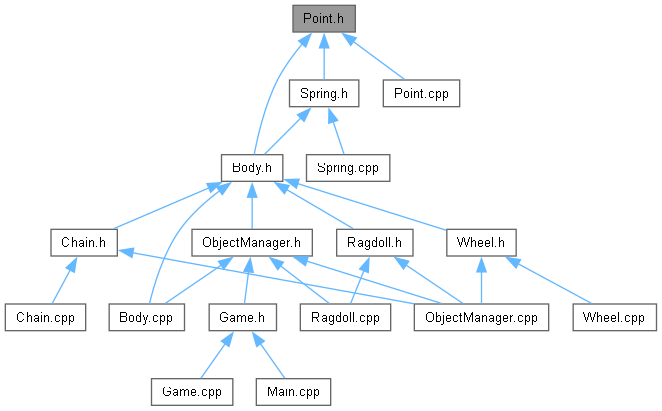 Point.h
Spring.h
Point.cpp
Body.h
Spring.cpp
Chain.h
ObjectManager.h
Ragdoll.h
Wheel.h
Chain.cpp
Body.cpp
Game.h
Ragdoll.cpp
ObjectManager.cpp
Wheel.cpp
Game.cpp
Main.cpp